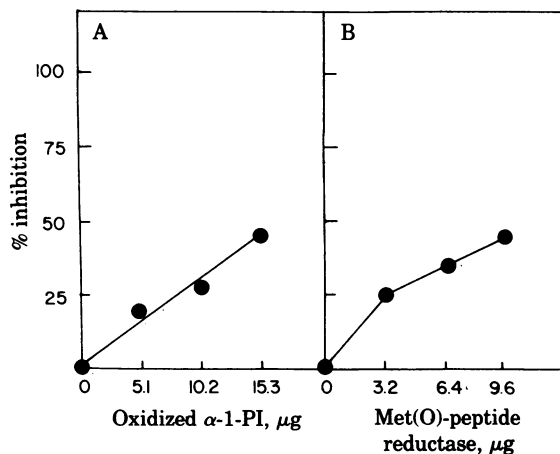 A
B
100
75
50
25
% inhibition
0 5.1 10.2 15.3
0 3.2 6.4 9.6
Oxidized α-1-PI, μg
Met(O)-peptide
reductase, μg